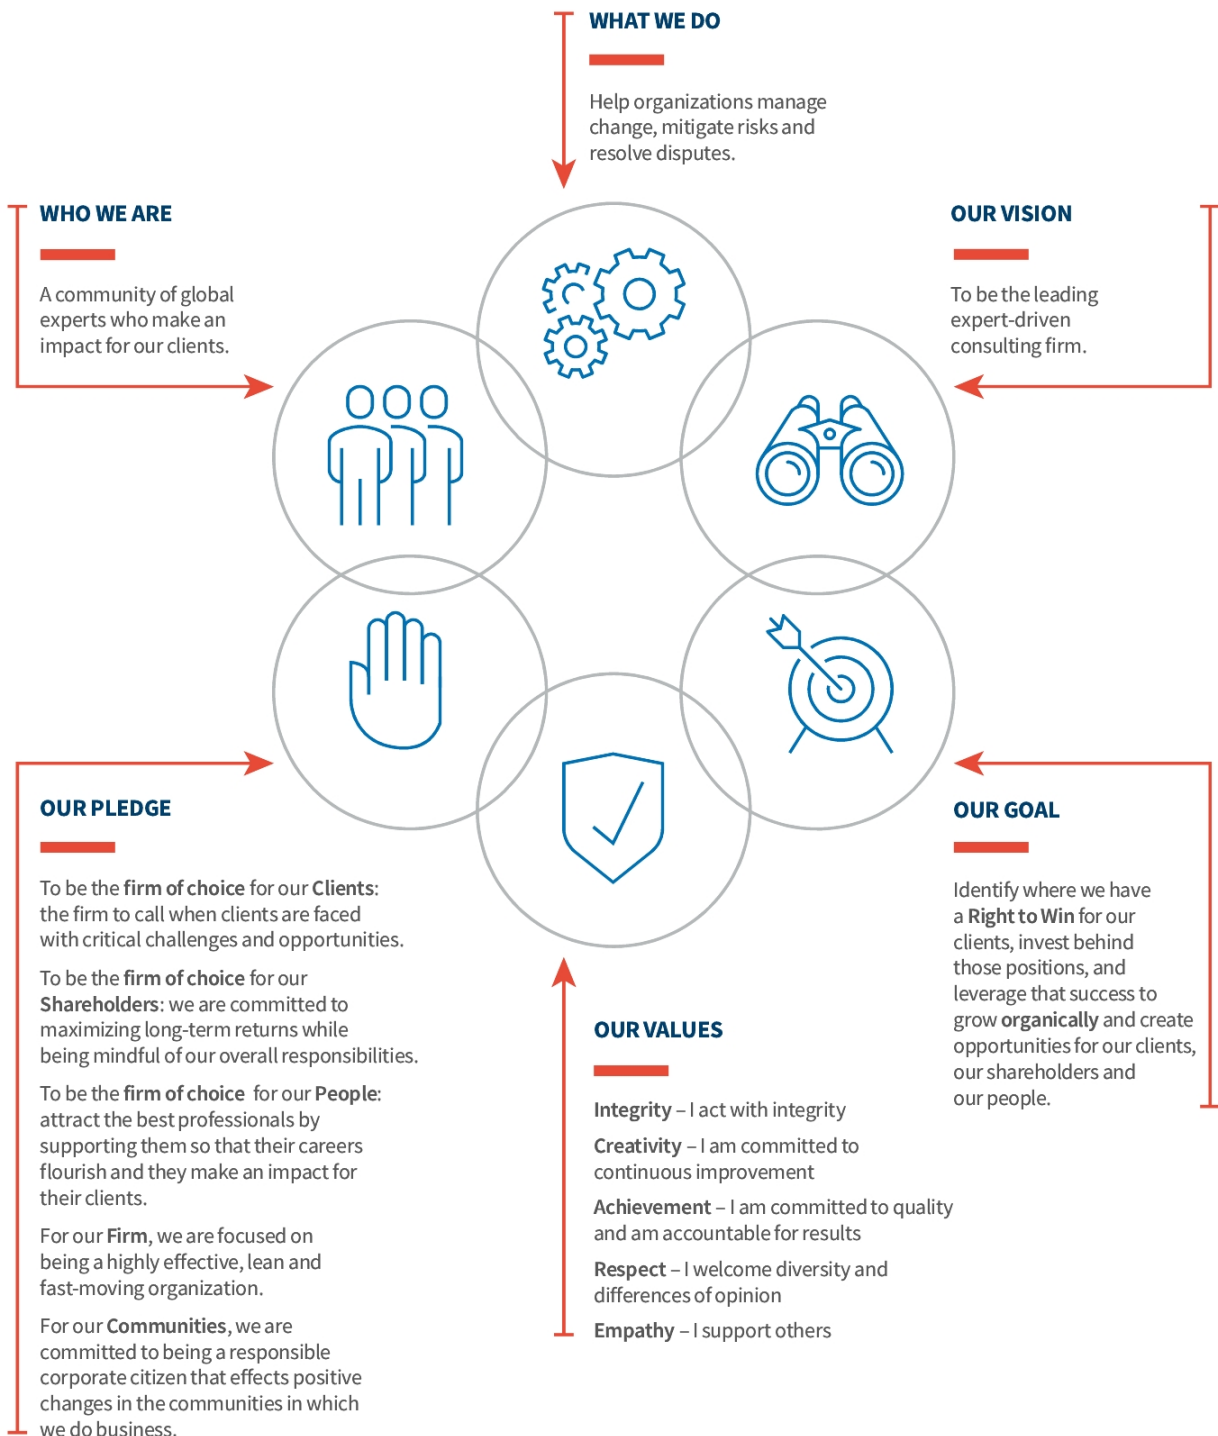 WHAT WE DO
Help organizations manage
change, mitigate risks and
resolve disputes.
WHO WE ARE
A community of global
experts who make an
impact for our clients.
OUR VISION
To be the leading
expert-driven
consulting firm.
OUR PLEDGE
To be the firm of choice for our Clients:
the firm to call when clients are faced
with critical challenges and opportunities.
To be the firm of choice for our
Shareholders: we are committed to
maximizing long-term returns while
being mindful of our overall responsibilities.
To be the firm of choice for our People:
attract the best professionals by
supporting them so that their careers
flourish and they make an impact for
their clients.
For our Firm, we are focused on
being a highly effective, lean and
fast-moving organization.
For our Communities, we are
committed to being a responsible
corporate citizen that effects positive
changes in the communities in which
we do business.
OUR VALUES
Integrity – I act with integrity
Creativity – I am committed to
continuous improvement
Achievement – I am committed to quality
and am accountable for results
Respect – I welcome diversity and
differences of opinion
Empathy – I support others
OUR GOAL
Identify where we have
a Right to Win for our
clients, invest behind
those positions, and
leverage that success to
grow organically and create
opportunities for our clients,
our shareholders and
our people.